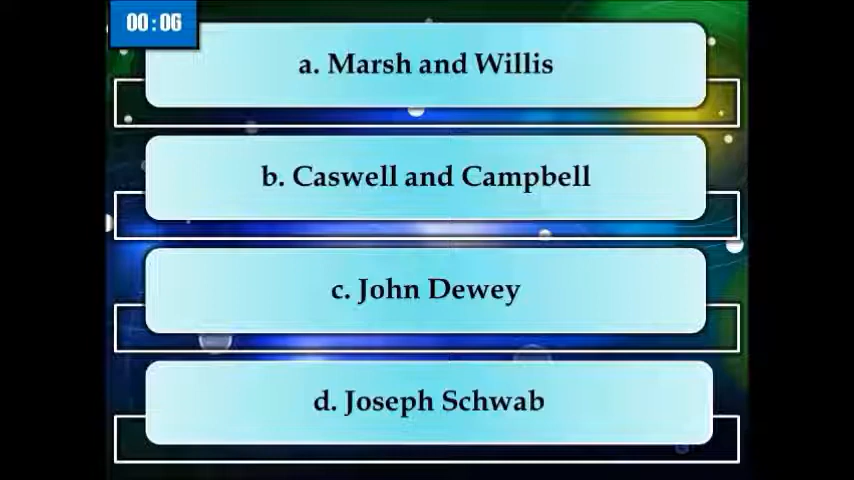 00:06
a. Marsh and Willis
b. Caswell and Campbell
c. John Dewey
d. Joseph Schwab